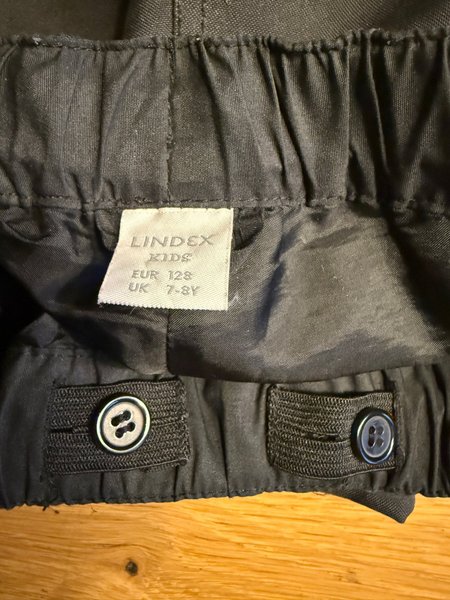 LINDEX
KIDS
EUR 128
UK 7-8Y